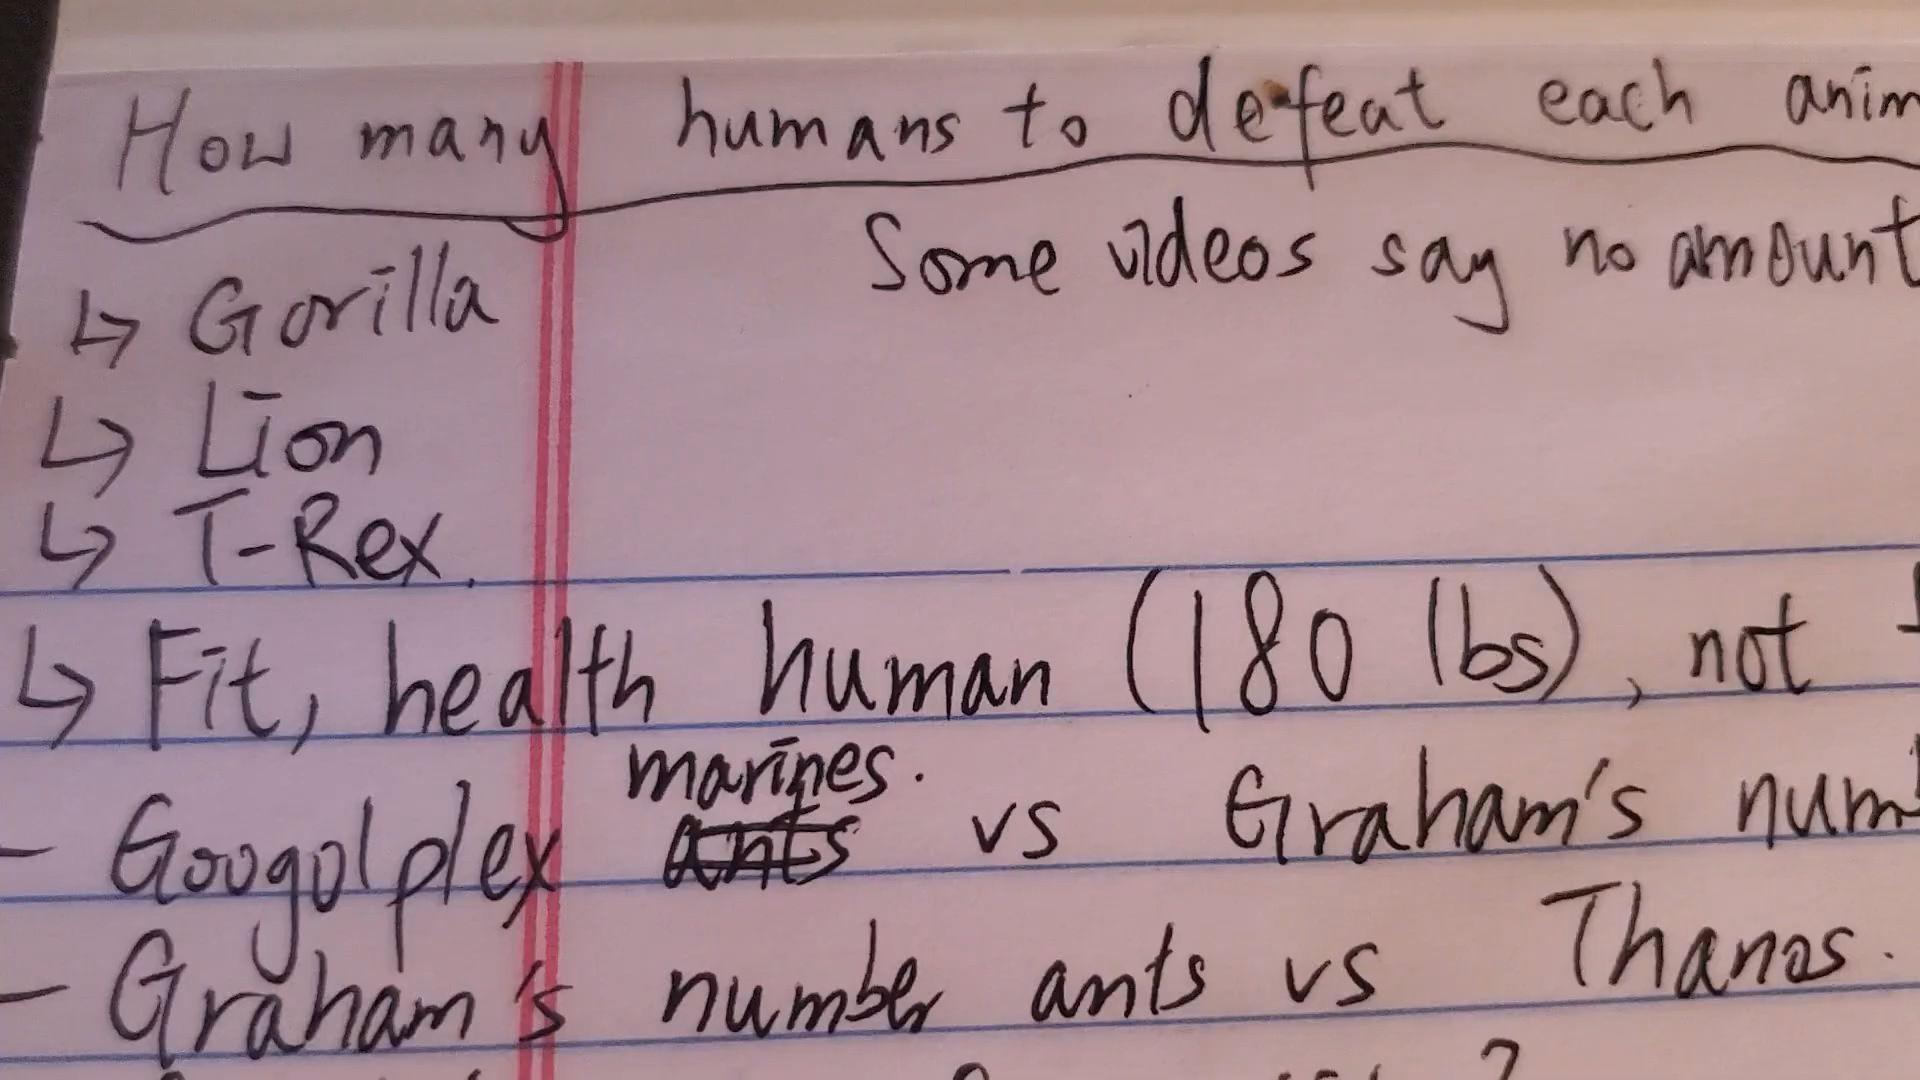 How many humans to defeat each anim
Some videos say no amount
↳ Gorilla
↳ Lion
↳ T-Rex.
↳ Fit, health human (180 lbs), not
marines.
- Googolplex ants vs Graham's num
- Graham's number ants vs Thanos.
?